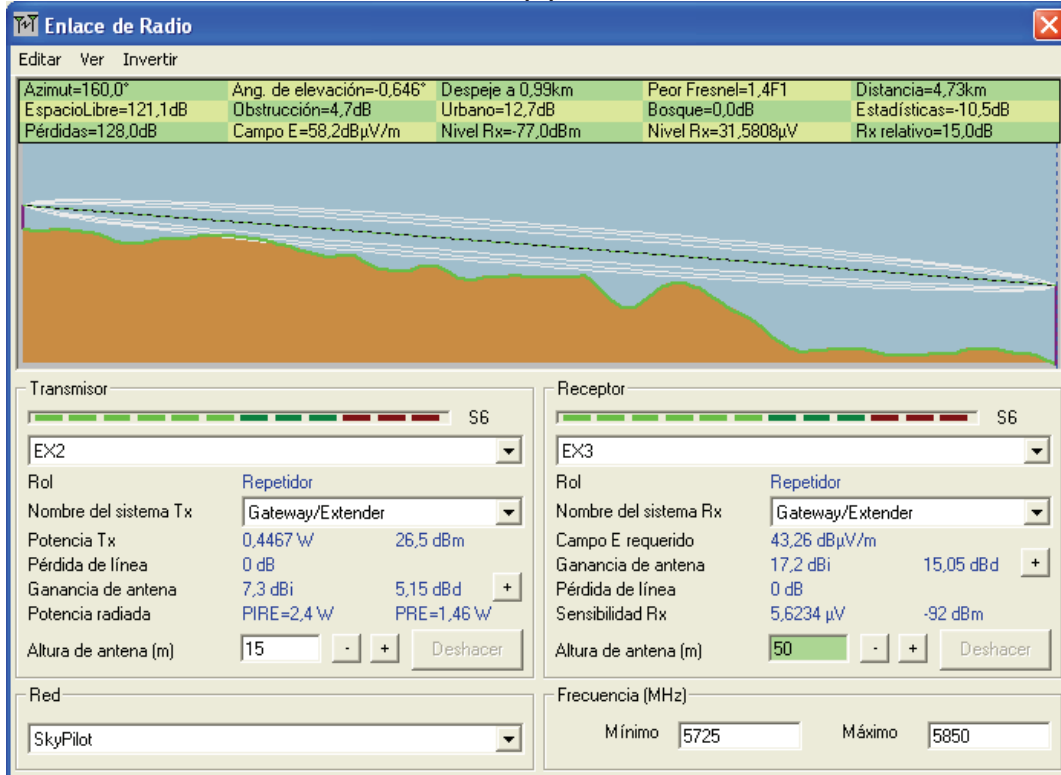 Enlace de Radio
Editar Ver Invertir
Azimut=160,0° Ang. de elevación=-0,646° Despeje a 0,99km Peor Fresnel=1,4F1 Distancia=4,73km
EspacioLibre=121,1dB Obstrucción=4,7dB Urbano=12,7dB Bosque=0,0dB Estadísticas=-10,5dB
Pérdidas=128,0dB Campo E=58,2dBµV/m Nivel Rx=-77,0dBm Nivel Rx=31,5808µV Rx relativo=15,0dB
Transmisor
S6
EX2
Rol Repetidor
Nombre del sistema Tx Gateway/Extender
Potencia Tx 0,4467 W 26,5 dBm
Pérdida de línea 0 dB
Ganancia de antena 7,3 dBi 5,15 dBd +
Potencia radiada PIRE=2,4 W PRE=1,46 W
Altura de antena (m) 15 - + Deshacer
Receptor
S6
EX3
Rol Repetidor
Nombre del sistema Rx Gateway/Extender
Campo E requerido 43,26 dBµV/m
Ganancia de antena 17,2 dBi 15,05 dBd +
Pérdida de línea 0 dB
Sensibilidad Rx 5,6234 µV -92 dBm
Altura de antena (m) 50 - + Deshacer
Red
SkyPilot
Frecuencia (MHz)
Mínimo 5725 Máximo 5850